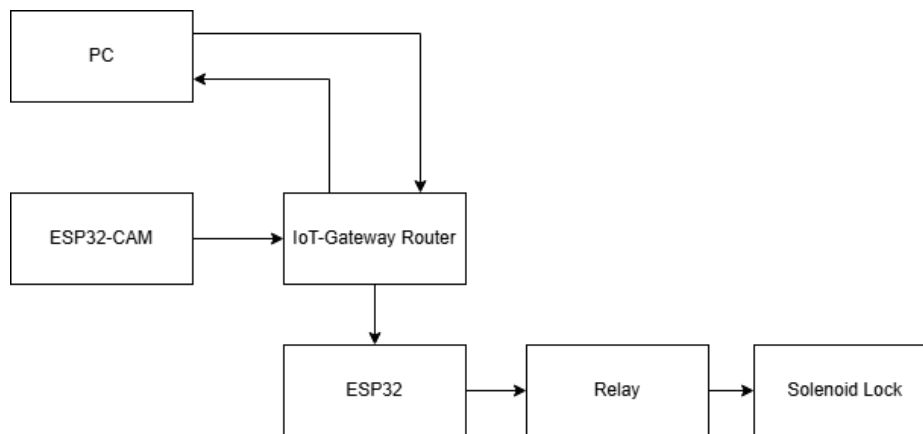 PC
ESP32-CAM
IoT-Gateway Router
ESP32
Relay
Solenoid Lock